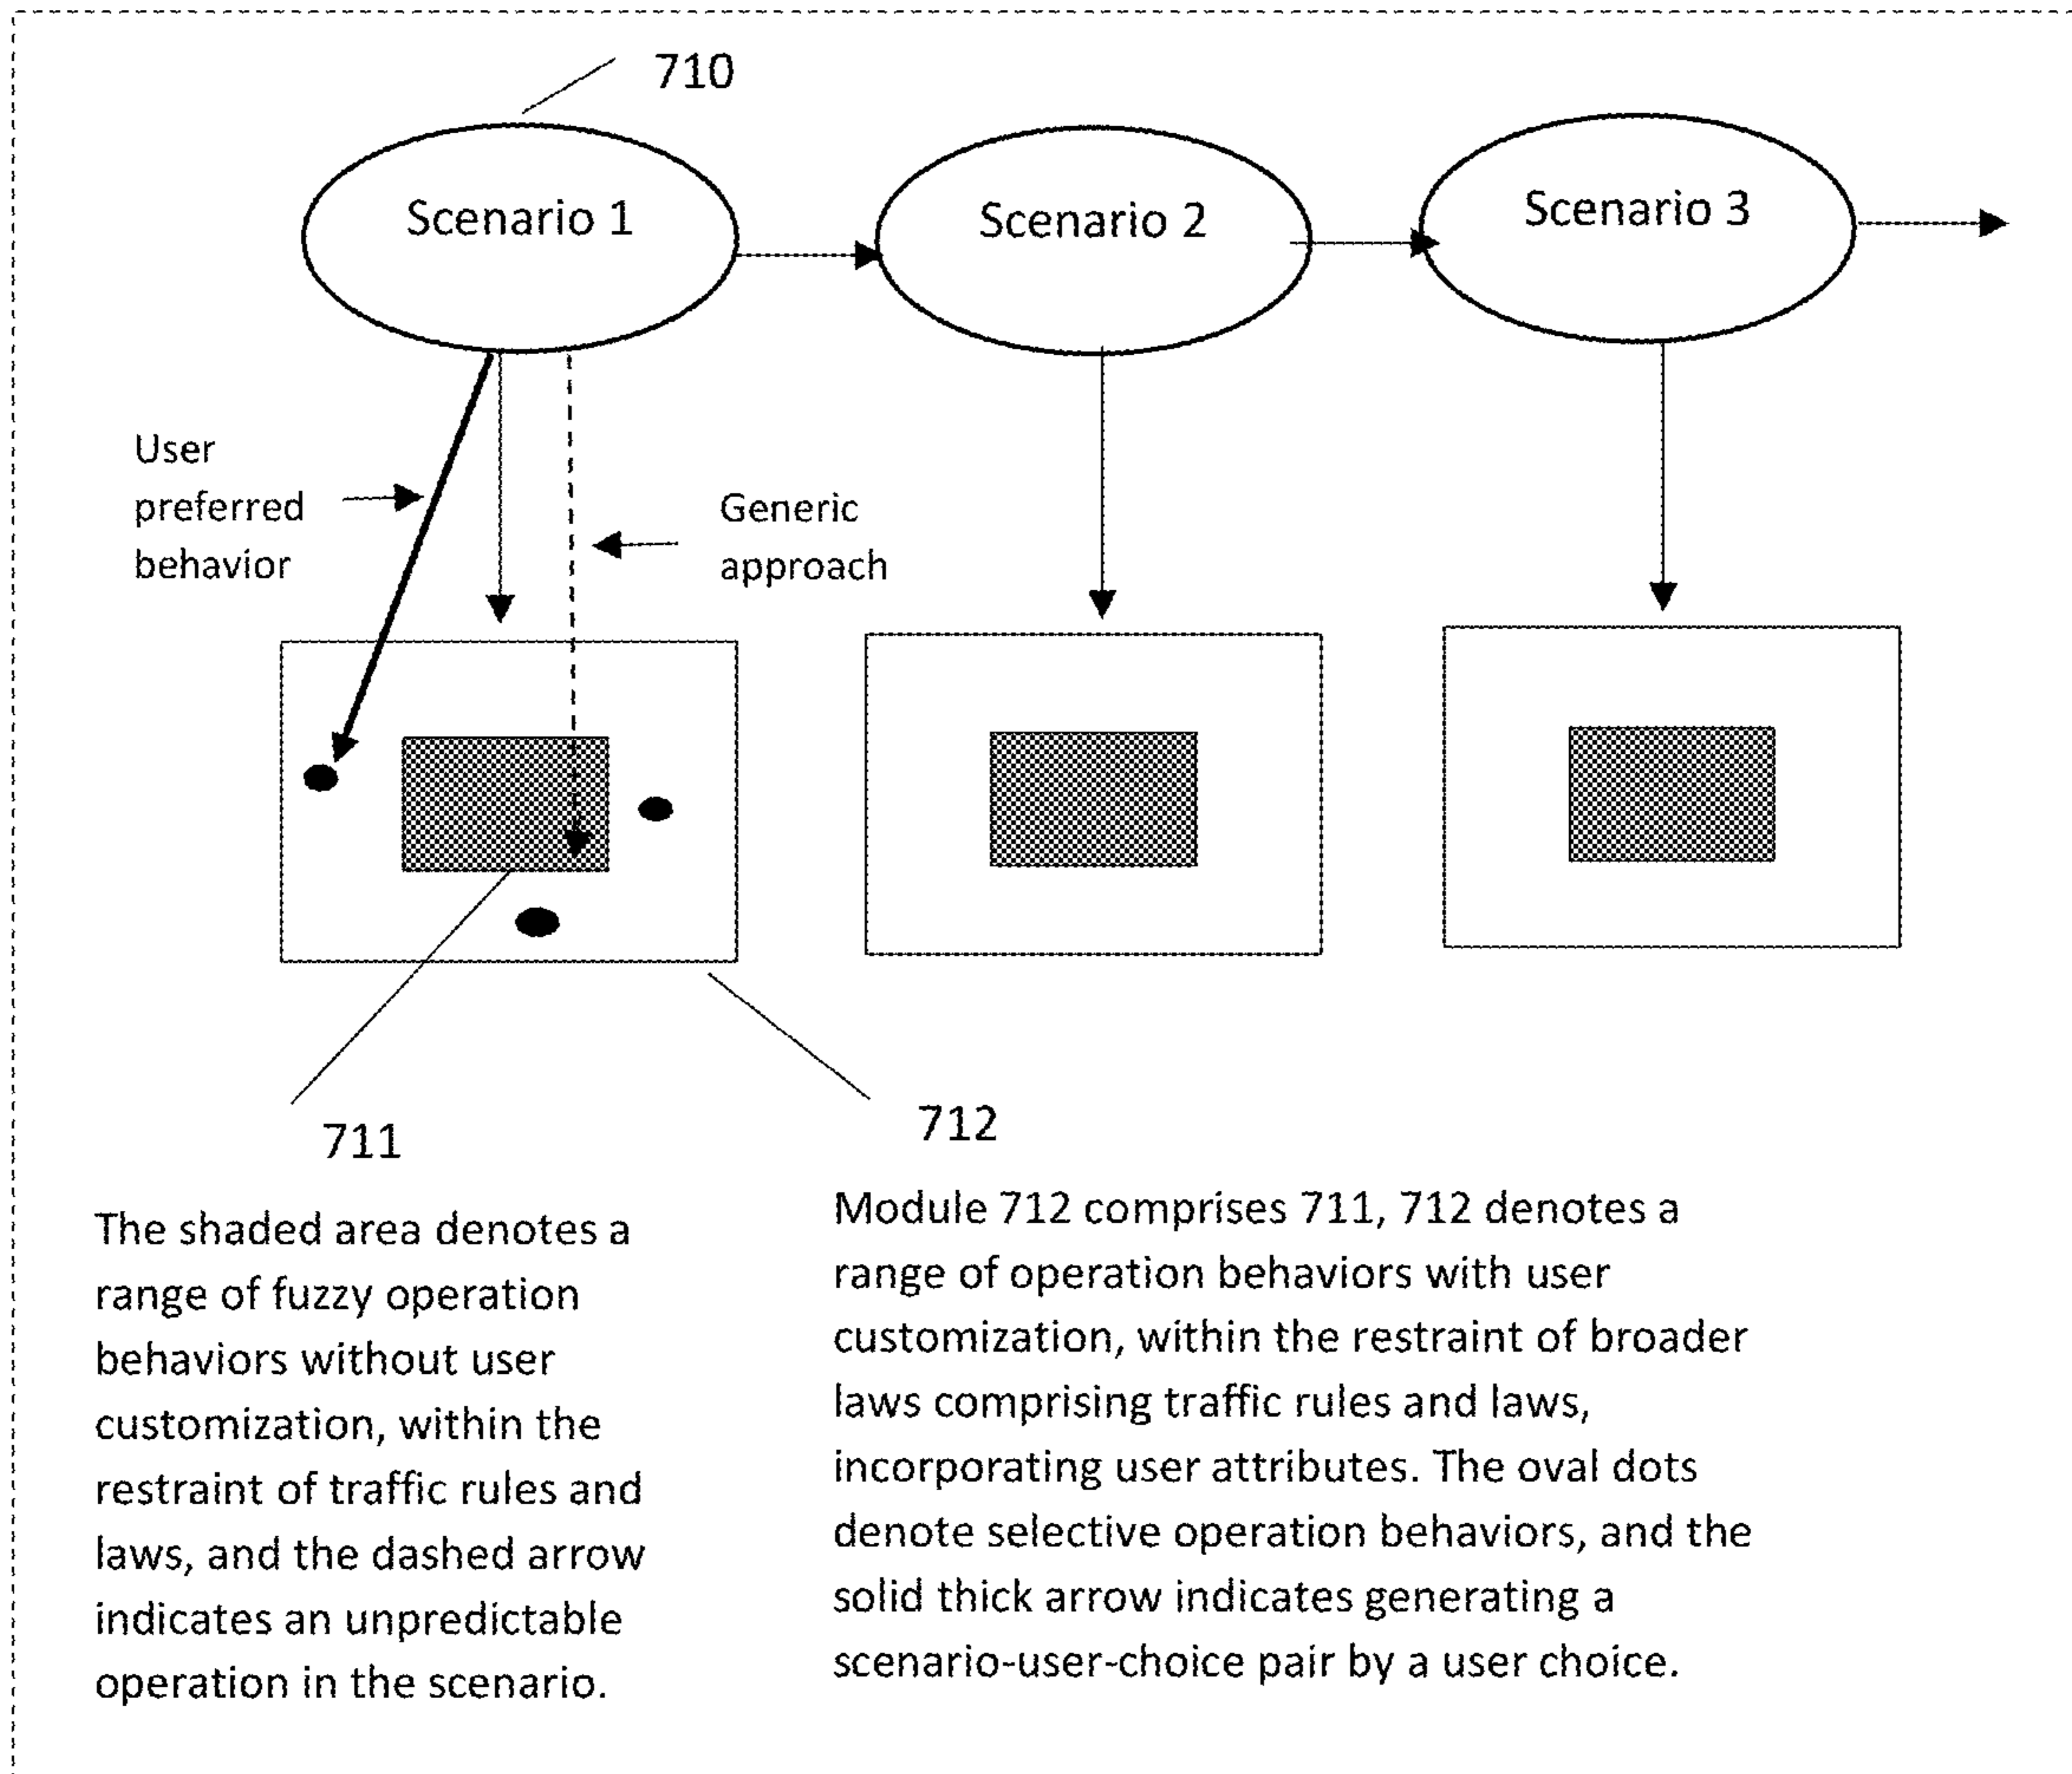 710
Scenario 1
Scenario 2
Scenario 3
User
preferred
behavior
Generic
approach
711
712
The shaded area denotes a
range of fuzzy operation
behaviors without user
customization, within the
restraint of traffic rules and
laws, and the dashed arrow
indicates an unpredictable
operation in the scenario.
Module 712 comprises 711, 712 denotes a
range of operation behaviors with user
customization, within the restraint of broader
laws comprising traffic rules and laws,
incorporating user attributes. The oval dots
denote selective operation behaviors, and the
solid thick arrow indicates generating a
scenario-user-choice pair by a user choice.